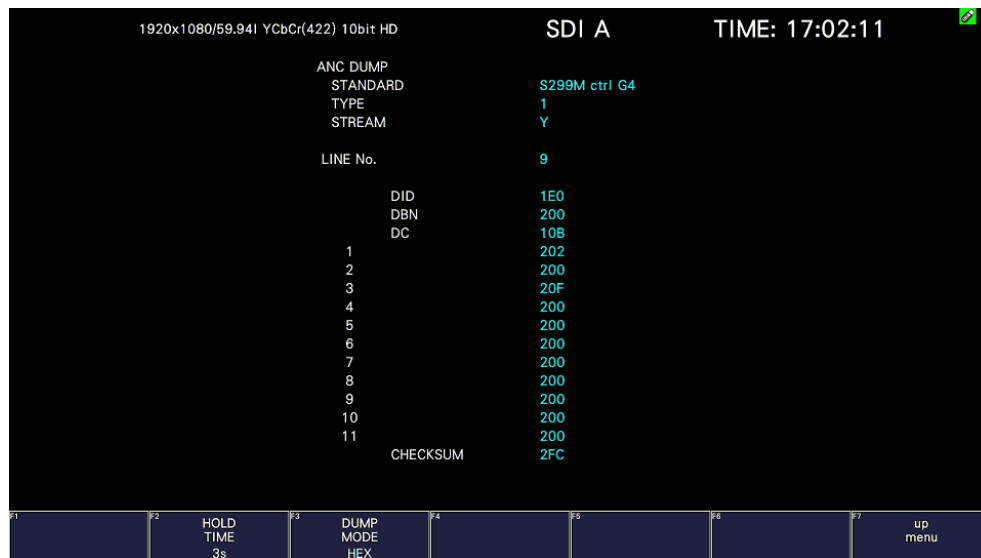 1920x1080/59.94I YCbCr(422) 10bit HD SDI A TIME: 17:02:11
ANC DUMP
STANDARD S299M ctrl G4
TYPE 1
STREAM Y
LINE No. 9
DID 1E0
DBN 200
DC 10B
1 202
2 200
3 20F
4 200
5 200
6 200
7 200
8 200
9 200
10 200
11 200
CHECKSUM 2FC
F1 F2 F3 F4 F5 F6 F7
HOLD DUMP up
TIME MODE menu
3s HEX